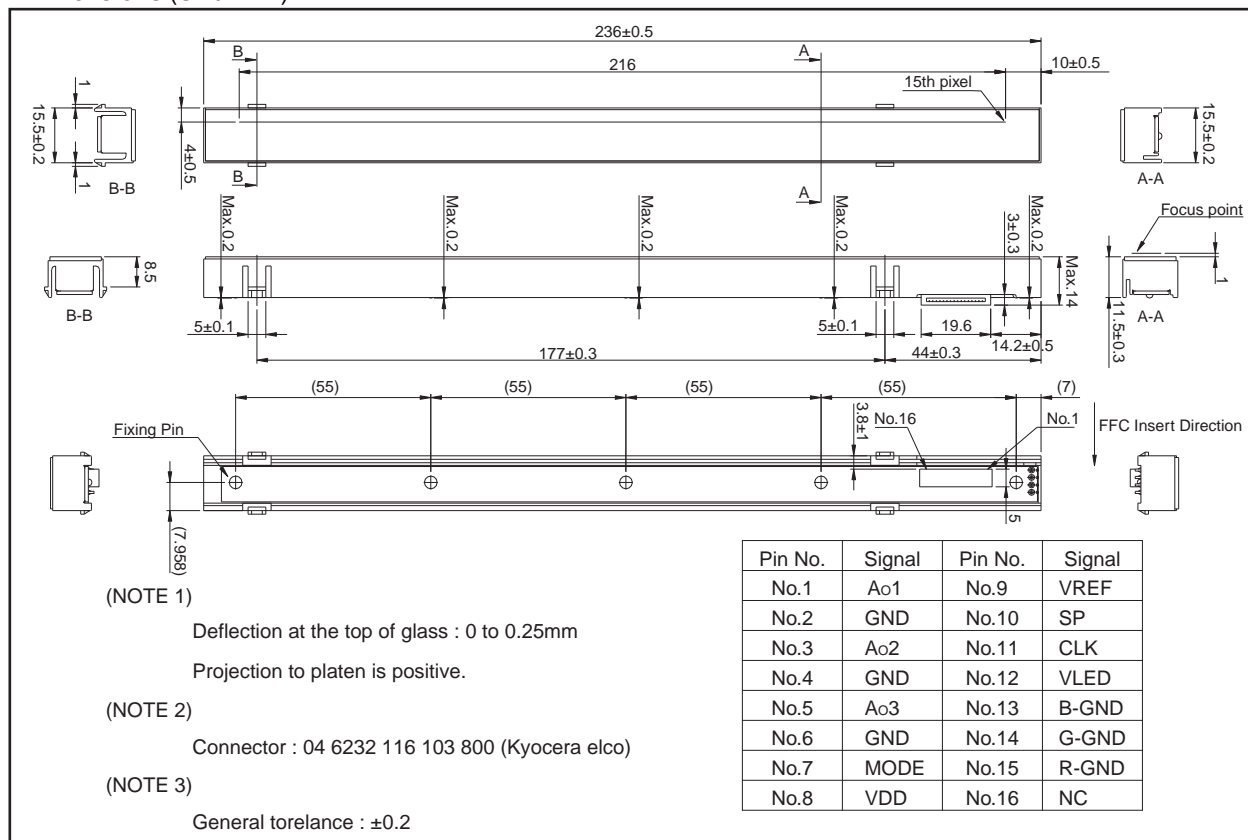 236±0.5
B
A
216
10±0.5
15th pixel
1
15.5±0.2
1
B-B
4±0.5
B
A
15.5±0.2
A-A
Max.0.2
Max.0.2
Max.0.2
Max.0.2
3±0.3
Max.0.2
Focus point
8.5
B-B
Max.14
1
11.5±0.3
A-A
5±0.1
5±0.1
19.6
14.2±0.5
177±0.3
44±0.3
(55)
(55)
(55)
(55)
(7)
Fixing Pin
3.8±1
No.16
No.1
FFC Insert Direction
(7.958)
5
Pin No. Signal Pin No. Signal
No.1 Ao1 No.9 VREF
No.2 GND No.10 SP
No.3 Ao2 No.11 CLK
No.4 GND No.12 VLED
No.5 Ao3 No.13 B-GND
No.6 GND No.14 G-GND
No.7 MODE No.15 R-GND
No.8 VDD No.16 NC
(NOTE 1)
Deflection at the top of glass : 0 to 0.25mm
Projection to platen is positive.
(NOTE 2)
Connector : 04 6232 116 103 800 (Kyocera elco)
(NOTE 3)
General torelance : ±0.2